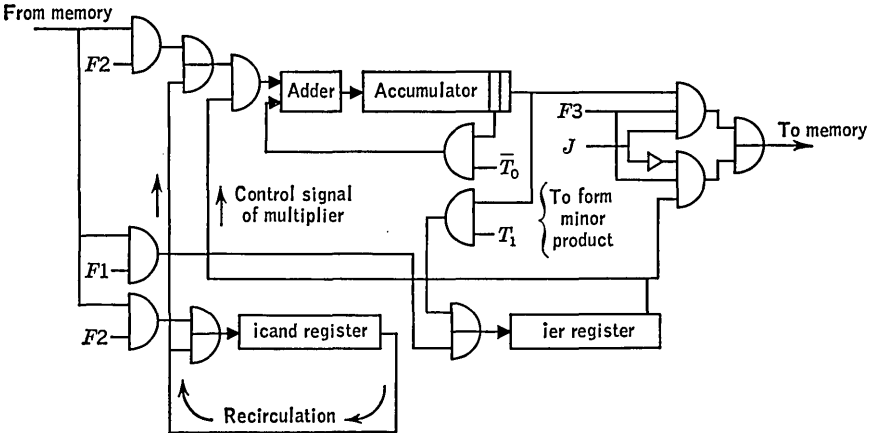 From memory
F2
Adder
Accumulator
F3
J
To memory
T̅₀
Control signal
of multiplier
To form
minor
product
T₁
F1
F2
icand register
ier register
Recirculation